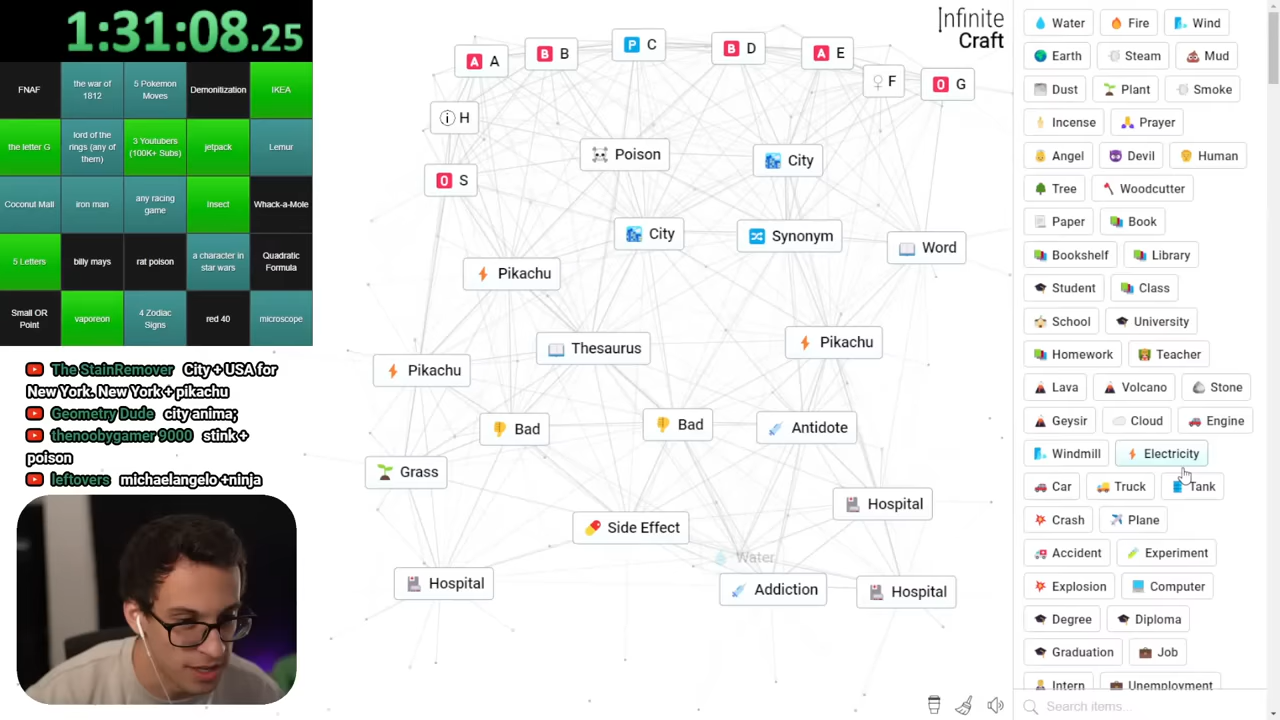 1:31:08.25
FNAF
the war of
1812
5 Pokemon
Moves
Demonitization
IKEA
the letter G
lord of the
rings (any of
them)
3 Youtubers
(100K+ Subs)
jetpack
Lemur
Coconut Mall
iron man
any racing
game
Insect
Whack-a-Mole
5 Letters
billy mays
rat poison
a character in
star wars
Quadratic
Formula
Small OR
Point
vaporeon
4 Zodiac
Signs
red 40
microscope
The StainRemover City + USA for
New York. New York + pikachu
Geometry Dude city anima;
thenoobygamer 9000 stink +
poison
leftovers michaelangelo +ninja
Infinite
Craft
A A
B B
P C
B D
A E
♀ F
O G
i H
O S
Poison
City
City
Synonym
Word
Pikachu
Thesaurus
Pikachu
Pikachu
Bad
Bad
Antidote
Grass
Hospital
Side Effect
Water
Hospital
Addiction
Hospital
Water Fire Wind
Earth Steam Mud
Dust Plant Smoke
Incense Prayer
Angel Devil Human
Tree Woodcutter
Paper Book
Bookshelf Library
Student Class
School University
Homework Teacher
Lava Volcano Stone
Geysir Cloud Engine
Windmill Electricity
Car Truck Tank
Crash Plane
Accident Experiment
Explosion Computer
Degree Diploma
Graduation Job
Intern Unemployment
Search items...